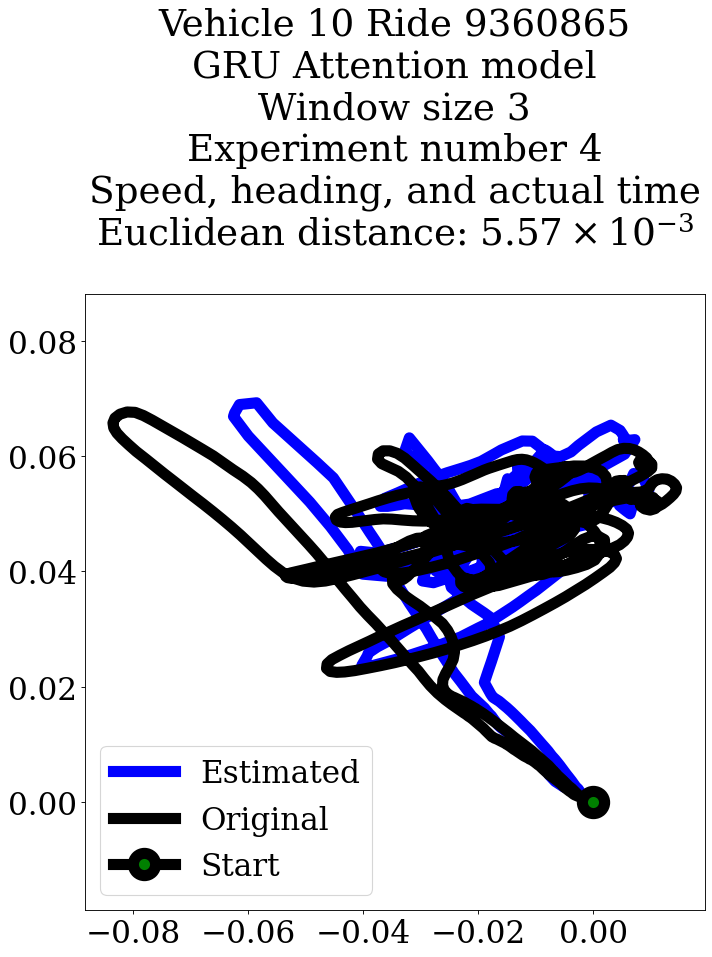 Vehicle 10 Ride 9360865
GRU Attention model
Window size 3
Experiment number 4
Speed, heading, and actual time
Euclidean distance: 5.57 × 10⁻³
0.08
0.06
0.04
0.02
0.00
Estimated
Original
Start
−0.08 −0.06 −0.04 −0.02 0.00